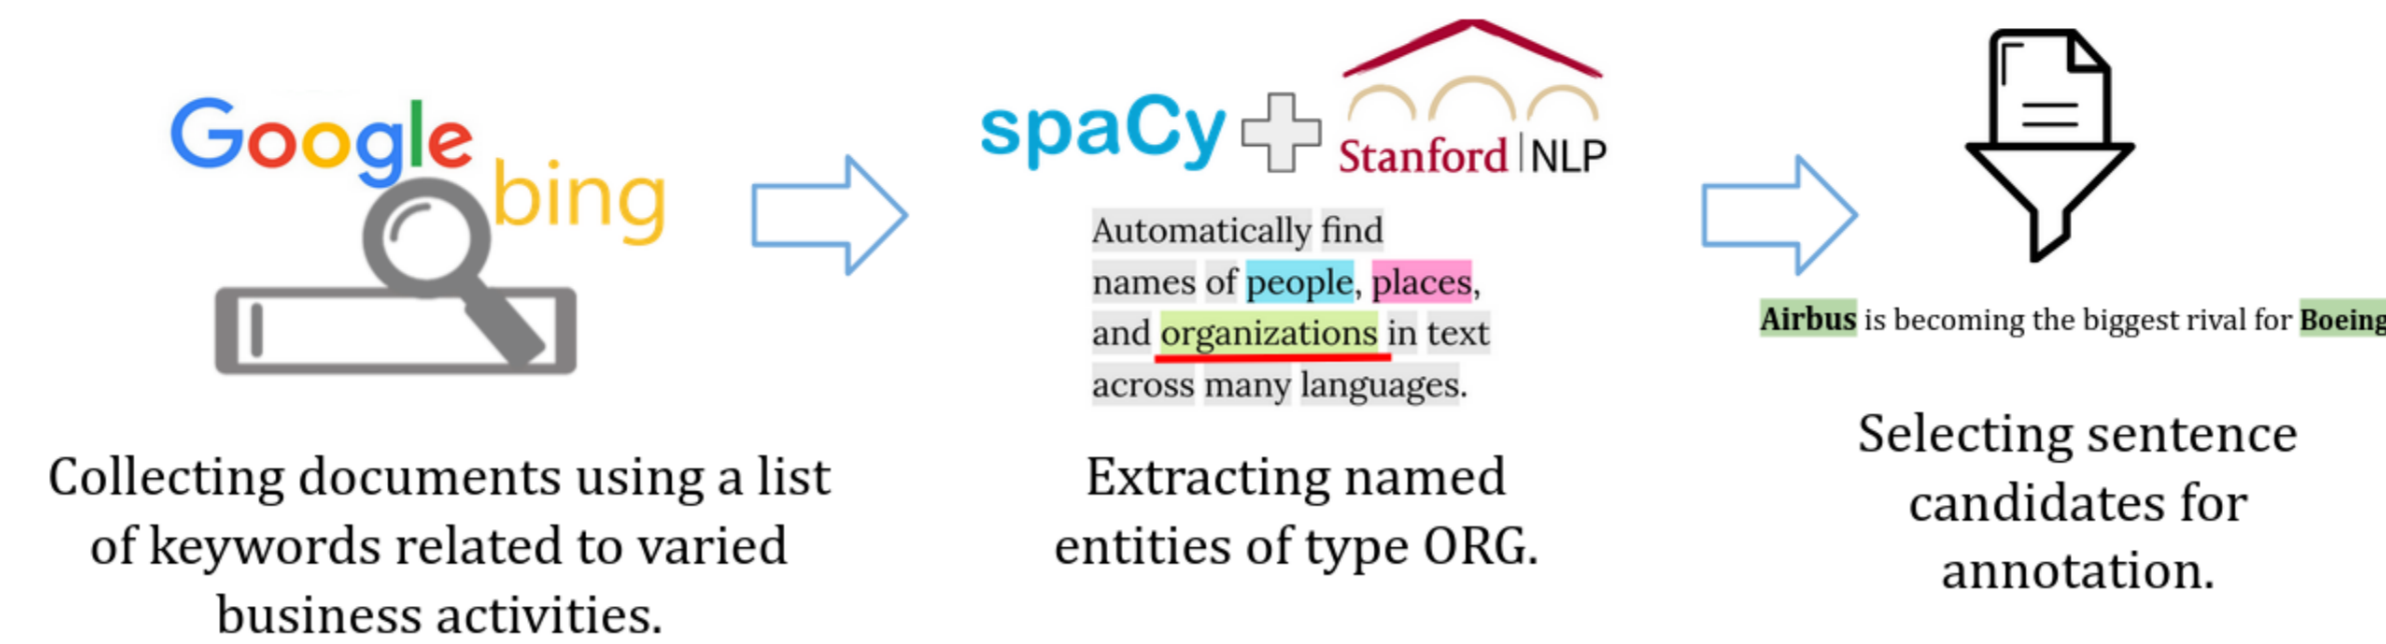 Google
bing
Collecting documents using a list
of keywords related to varied
business activities.
spaCy
Stanford | NLP
Automatically find
names of people, places,
and organizations in text
across many languages.
Extracting named
entities of type ORG.
Airbus is becoming the biggest rival for Boeing
Selecting sentence
candidates for
annotation.